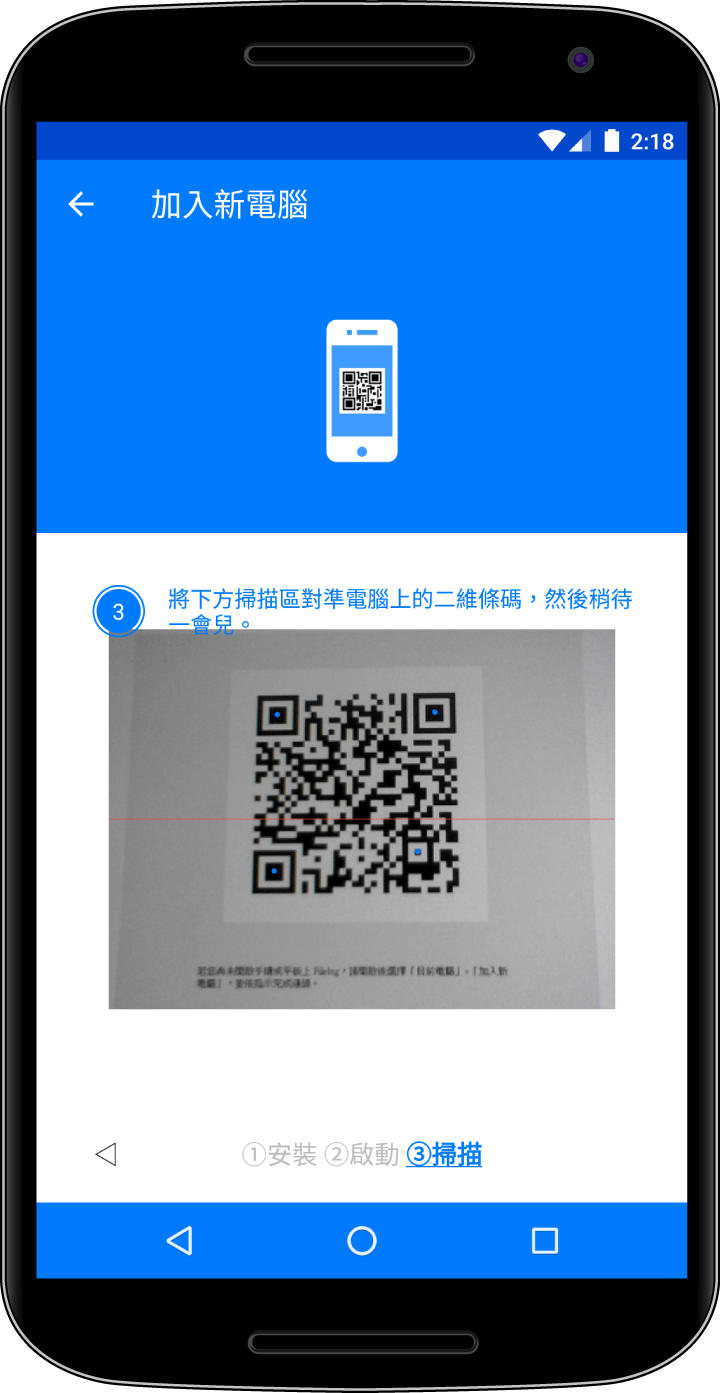 2:18
加入新電腦
3
將下方掃描區對準電腦上的二維條碼，然後稍待
一會兒。
若您尚未開啟手機或平板上 Filelog，請開啟後選擇「目前電腦」，「加入新
電腦」，並依指示完成連線。
①安裝 ②啟動 ③掃描